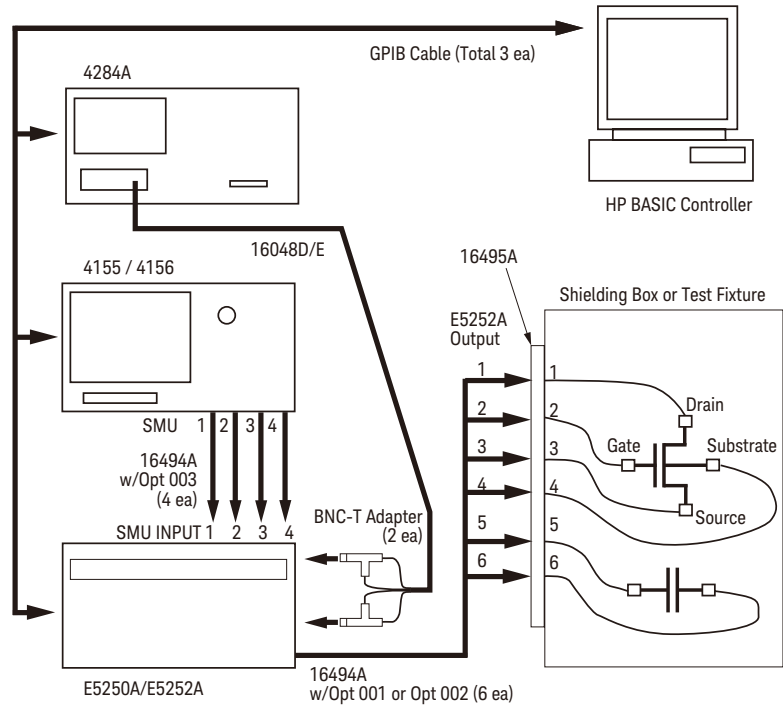 GPIB Cable (Total 3 ea)
4284A
HP BASIC Controller
16048D/E
4155 / 4156
16495A
Shielding Box or Test Fixture
E5252A
Output
SMU 1 2 3 4
16494A
w/Opt 003
(4 ea)
BNC-T Adapter
(2 ea)
SMU INPUT 1 2 3 4
E5250A/E5252A
16494A
w/Opt 001 or Opt 002 (6 ea)
1
2
3
4
5
6
1
2
3
4
5
6
Drain
Gate
Substrate
Source